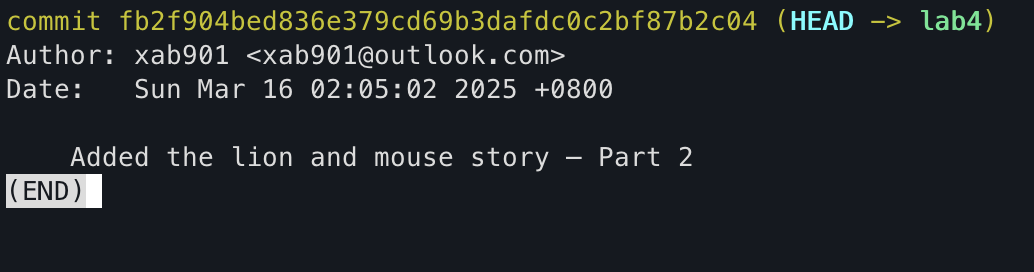 commit fb2f904bed836e379cd69b3dafdc0c2bf87b2c04 (HEAD -> lab4)
Author: xab901 <xab901@outlook.com>
Date:   Sun Mar 16 02:05:02 2025 +0800
    Added the lion and mouse story – Part 2
(END)